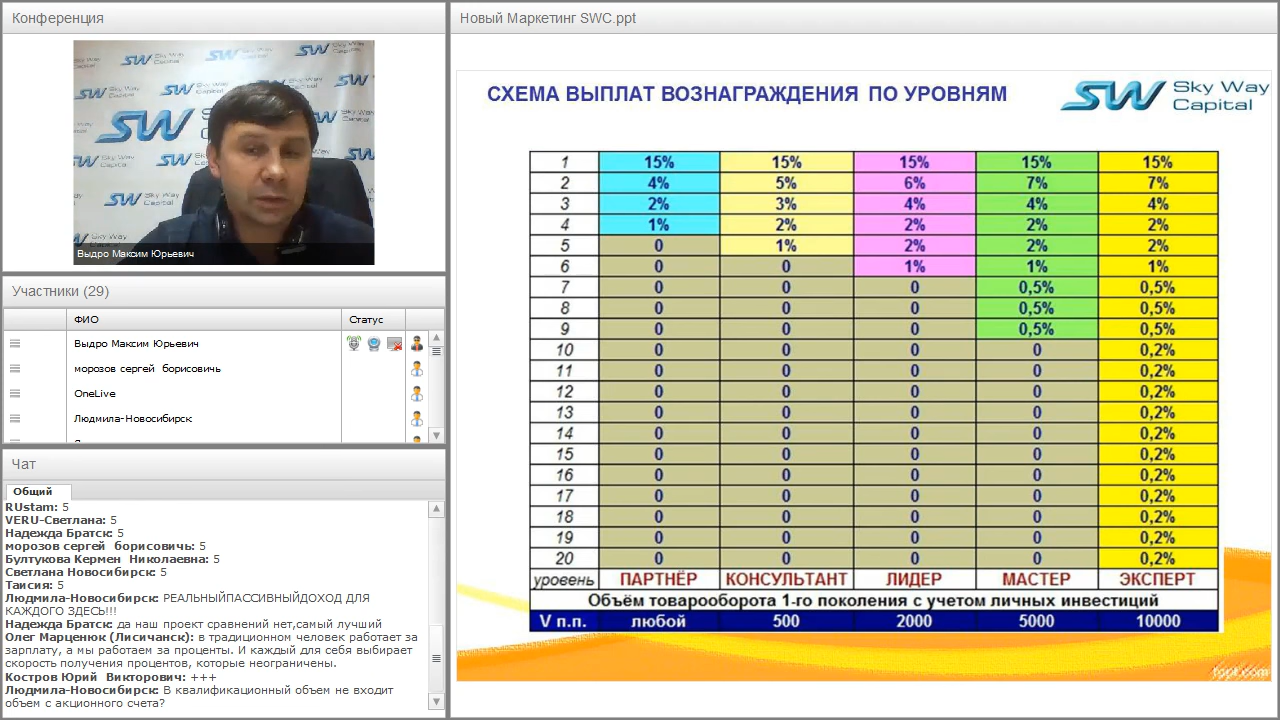 Конференция
SW Sky Way Capital
Выдро Максим Юрьевич
Участники (29)
ФИО Статус
Выдро Максим Юрьевич
морозов сергей борисовичь
OneLive
Людмила-Новосибирск
Чат
Общий
RUstam: 5
VERU-Светлана: 5
Надежда Братск: 5
морозов сергей борисовичь: 5
Бултукова Кермен Николаевна: 5
Светлана Новосибирск: 5
Таисия: 5
Людмила-Новосибирск: РЕАЛЬНЫЙПАССИВНЫЙДОХОД ДЛЯ
КАЖДОГО ЗДЕСЬ!!!
Надежда Братск: да наш проект сравнений нет,самый лучший
Олег Марценюк (Лисичанск): в традиционном человек работает за
зарплату, а мы работаем за проценты. И каждый для себя выбирает
скорость получения процентов, которые неограничены.
Костров Юрий Викторович: +++
Людмила-Новосибирск: В квалификационный объем не входит
объем с акционного счета?
Новый Маркетинг SWC.ppt
СХЕМА ВЫПЛАТ ВОЗНАГРАЖДЕНИЯ ПО УРОВНЯМ
SW Sky Way
Capital
1 15% 15% 15% 15% 15%
2 4% 5% 6% 7% 7%
3 2% 3% 4% 4% 4%
4 1% 2% 2% 2% 2%
5 0 1% 2% 2% 2%
6 0 0 1% 1% 1%
7 0 0 0 0,5% 0,5%
8 0 0 0 0,5% 0,5%
9 0 0 0 0,5% 0,5%
10 0 0 0 0 0,2%
11 0 0 0 0 0,2%
12 0 0 0 0 0,2%
13 0 0 0 0 0,2%
14 0 0 0 0 0,2%
15 0 0 0 0 0,2%
16 0 0 0 0 0,2%
17 0 0 0 0 0,2%
18 0 0 0 0 0,2%
19 0 0 0 0 0,2%
20 0 0 0 0 0,2%
уровень ПАРТНЁР КОНСУЛЬТАНТ ЛИДЕР МАСТЕР ЭКСПЕРТ
Объём товарооборота 1-го поколения с учетом личных инвестиций
V п.п. любой 500 2000 5000 10000